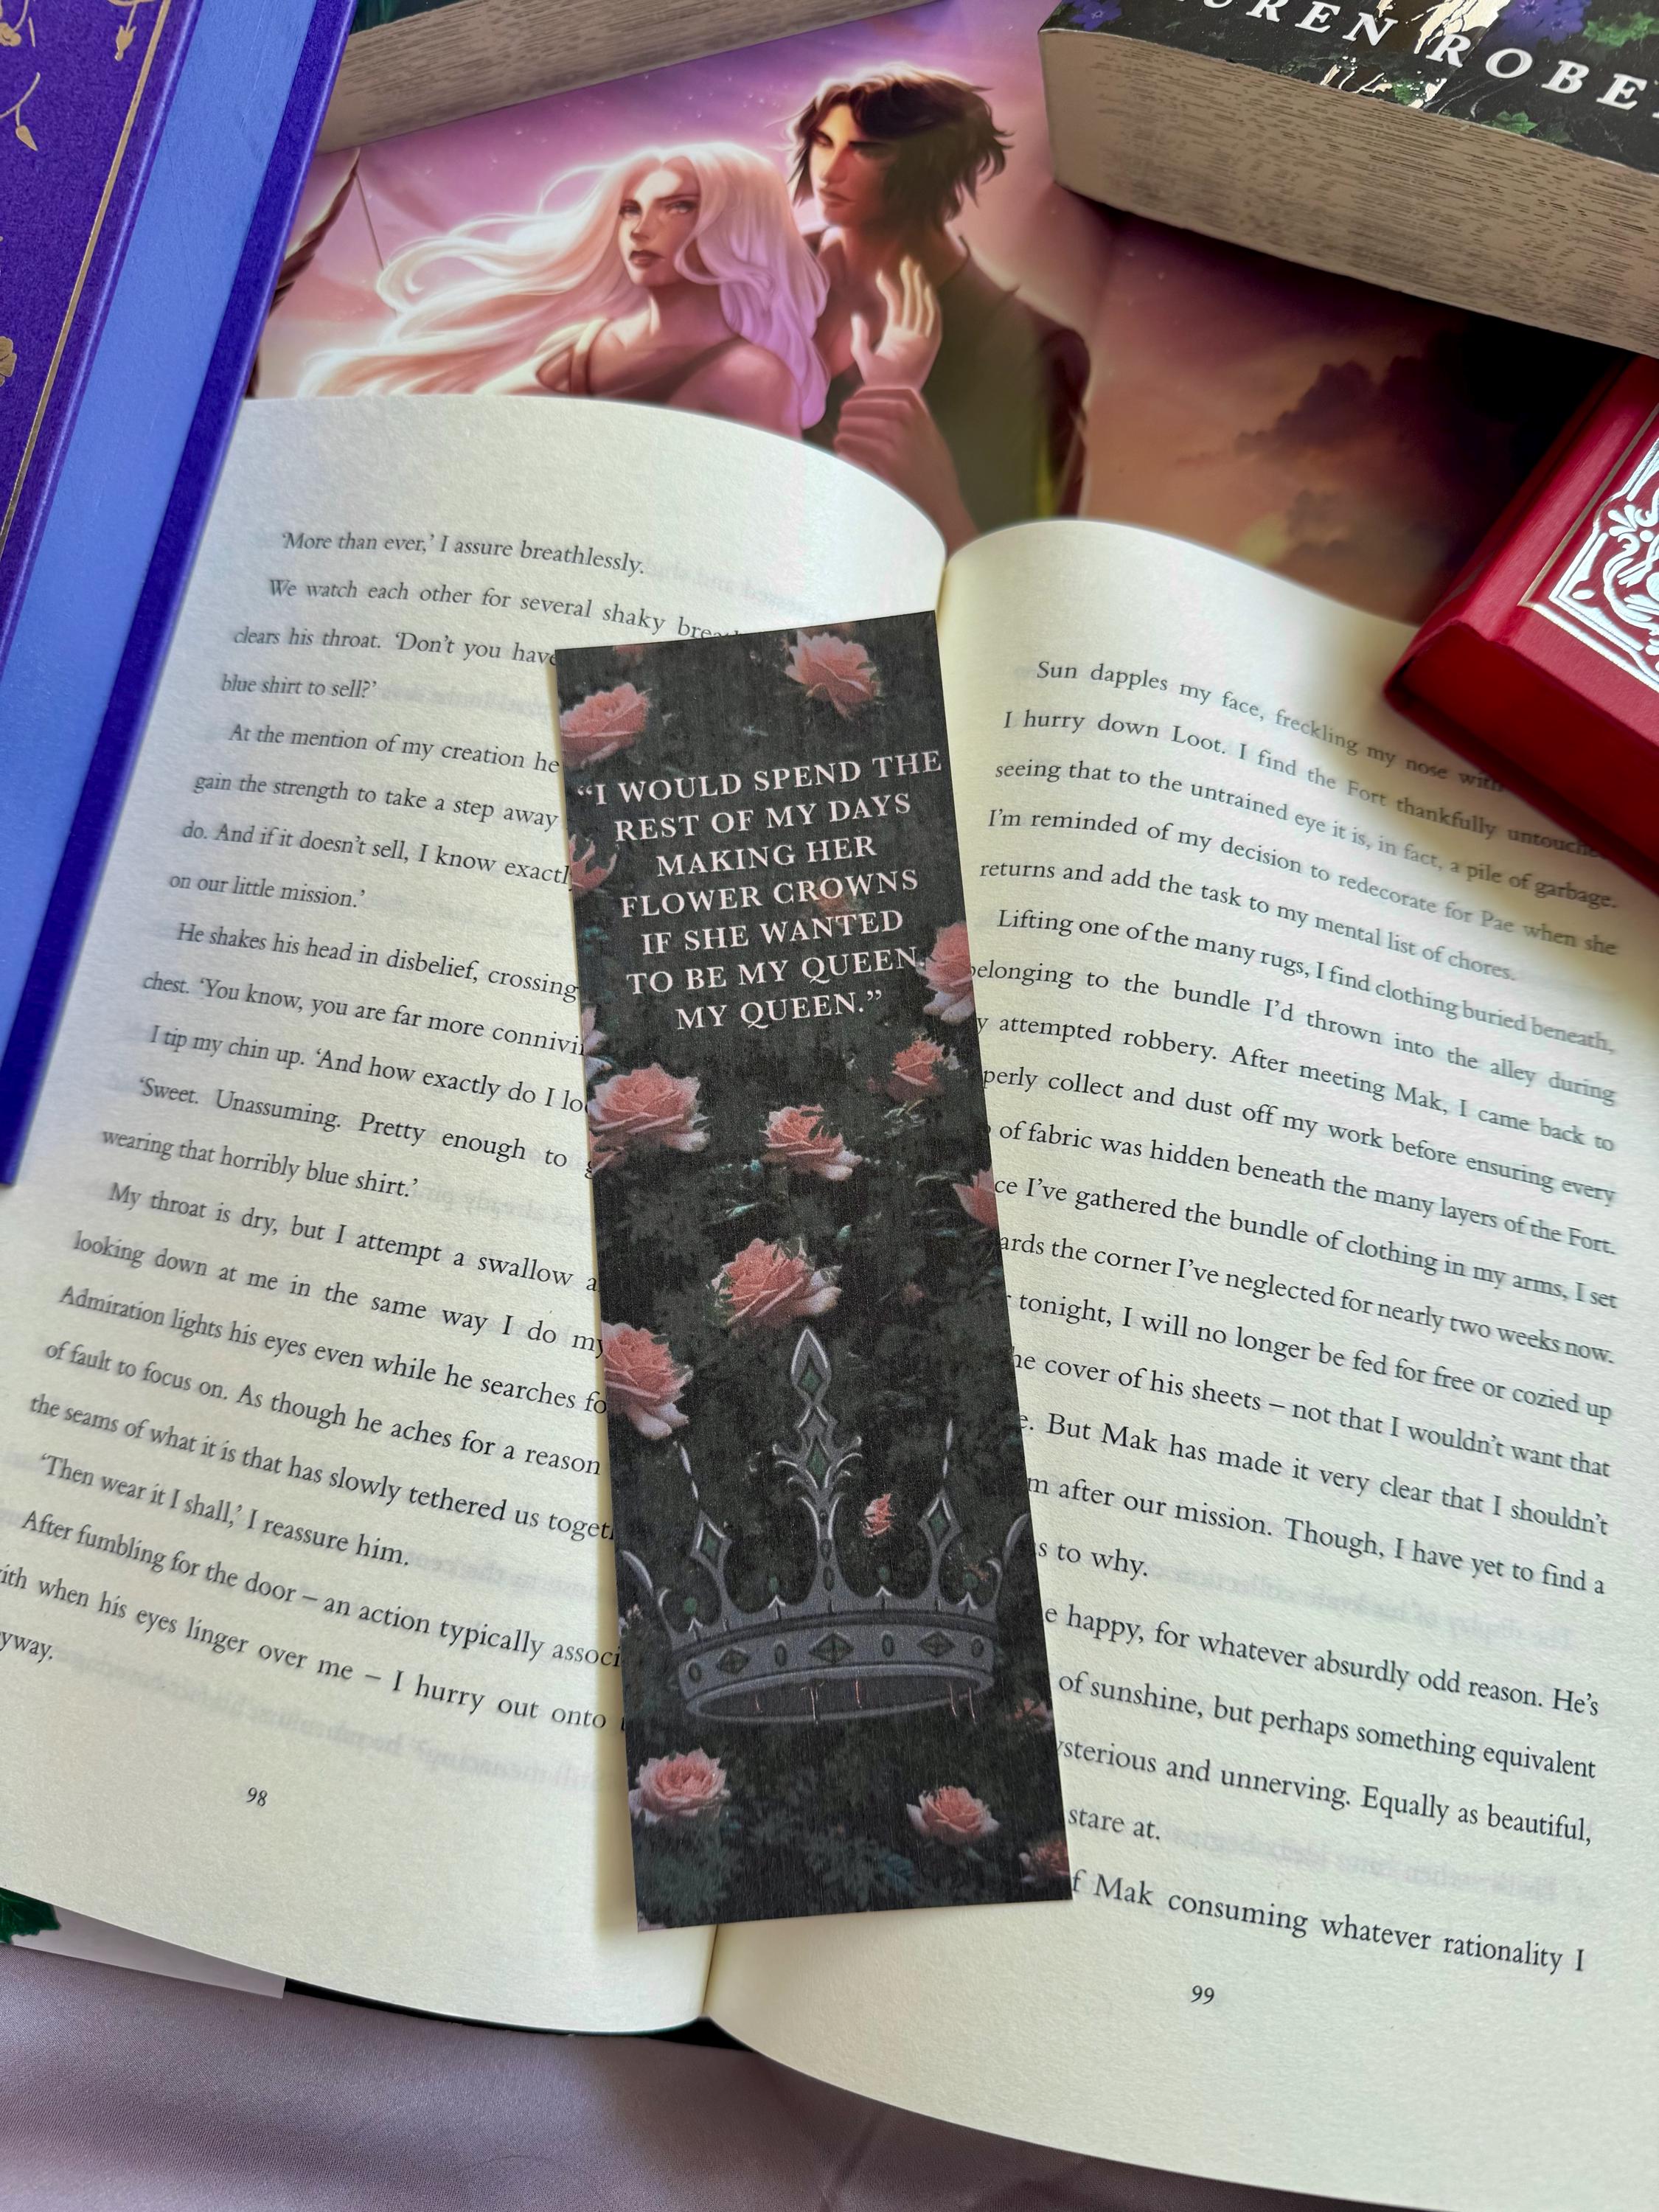 UREN ROBE
'More than ever,' I assure breathlessly.
We watch each other for several shaky
clears his throat. 'Don't you have
blue shirt to sell?'
At the mention of my creation he
gain the strength to take a step away
do. And if it doesn't sell, I know
on our little mission.'
He shakes his head in disbelief, crossing
chest. 'You know, you are far more
I tip my chin up. 'And how exactly do I
'Sweet. Unassuming. Pretty enough to
wearing that horribly blue shirt.'
My throat is dry, but I attempt a swallow
looking down at me in the same way I do
Admiration lights his eyes even while he searches
of fault to focus on. As though he aches for a reason
the seams of what it is that has slowly tethered us
'Then wear it I shall,' I reassure him.
After fumbling for the door – an action typically
when his eyes linger over me – I hurry out onto
98
"I WOULD SPEND THE
REST OF MY DAYS
MAKING HER
FLOWER CROWNS
IF SHE WANTED
TO BE MY QUEEN.
MY QUEEN."
Sun dapples my face, freckling my nose with
I hurry down Loot. I find the Fort thankfully
seeing that to the untrained eye it is, in fact, a pile of garbage.
I'm reminded of my decision to redecorate for Pae when she
returns and add the task to my mental list of chores.
Lifting one of the many rugs, I find clothing buried beneath,
belonging to the bundle I'd thrown into the alley during
attempted robbery. After meeting Mak, I came back to
collect and dust off my work before ensuring every
of fabric was hidden beneath the many layers of the Fort.
I've gathered the bundle of clothing in my arms, I set
the corner I've neglected for nearly two weeks now.
tonight, I will no longer be fed for free or cozied up
cover of his sheets – not that I wouldn't want that
But Mak has made it very clear that I shouldn't
after our mission. Though, I have yet to find a
to why.
happy, for whatever absurdly odd reason. He's
of sunshine, but perhaps something equivalent
and unnerving. Equally as beautiful,
stare at.
Mak consuming whatever rationality I
99